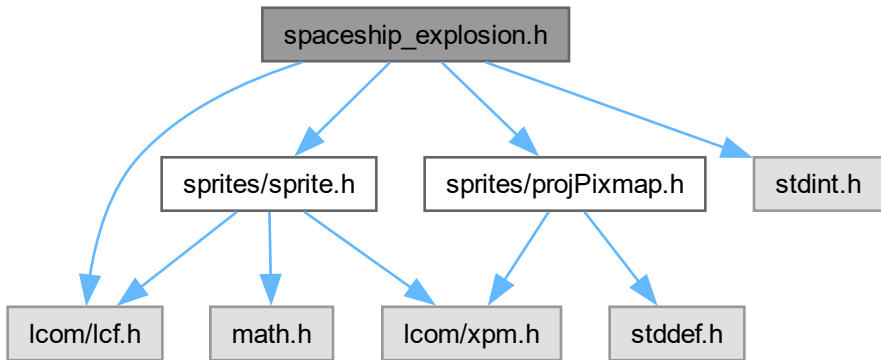 spaceship_explosion.h
sprites/sprite.h
sprites/projPixmap.h
stdint.h
lcom/lcf.h
math.h
lcom/xpm.h
stddef.h